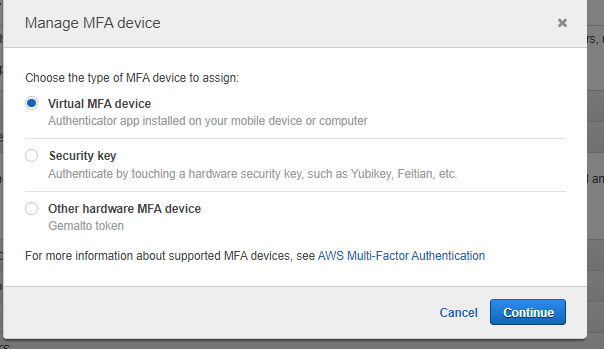 Manage MFA device
Choose the type of MFA device to assign:
Virtual MFA device
Authenticator app installed on your mobile device or computer
Security key
Authenticate by touching a hardware security key, such as Yubikey, Feitian, etc.
Other hardware MFA device
Gemalto token
For more information about supported MFA devices, see AWS Multi-Factor Authentication
Cancel
Continue